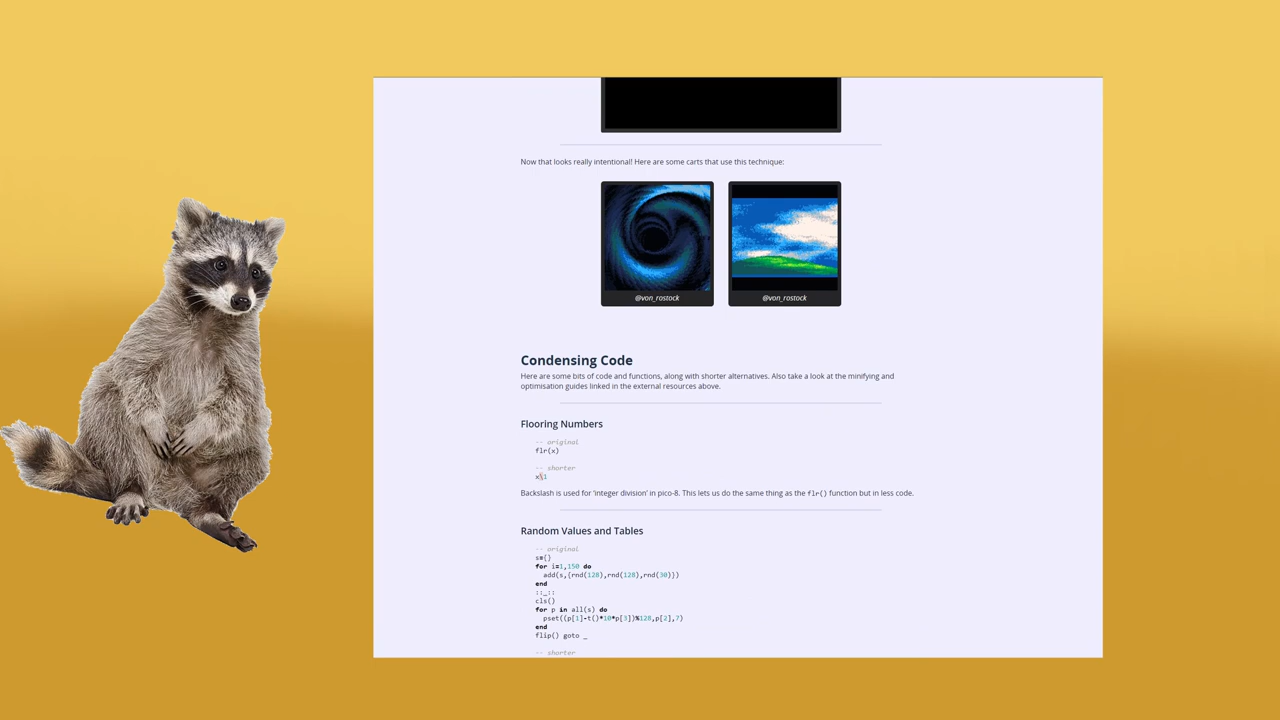 Now that looks really intentional! Here are some carts that use this technique:
@von_rostock
@von_rostock
Condensing Code
Here are some bits of code and functions, along with shorter alternatives. Also take a look at the minifying and
optimisation guides linked in the external resources above.
Flooring Numbers
-- original
flr(x)
-- shorter
x\1
Backslash is used for 'integer division' in pico-8. This lets us do the same thing as the flr() function but in less code.
Random Values and Tables
-- original
s={}
for i=1,150 do
add(s,{rnd(128),rnd(128),rnd(30)})
end
::_::
cls()
for p in all(s) do
pset((p[1]-t()*10*p[3])%128,p[2],7)
end
flip() goto _
-- shorter